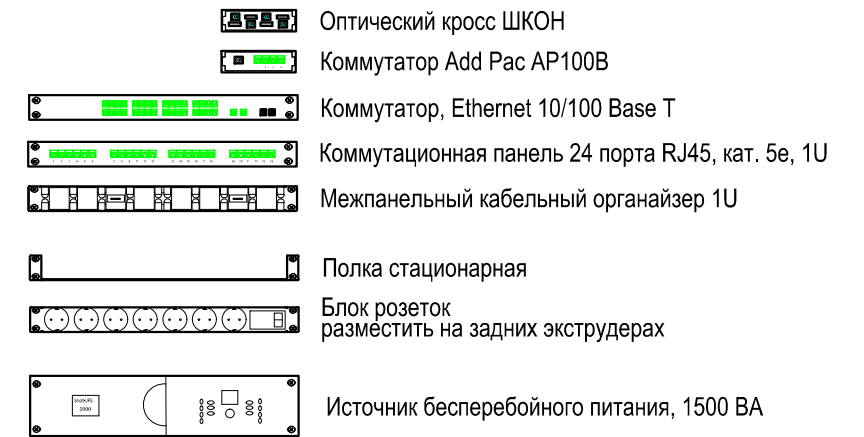 Оптический кросс ШКОН
Коммутатор Add Pac AP100B
Коммутатор, Ethernet 10/100 Base T
Коммутационная панель 24 порта RJ45, кат. 5е, 1U
Межпанельный кабельный органайзер 1U
Полка стационарная
Блок розеток
разместить на задних экструдерах
2000
Источник бесперебойного питания, 1500 ВА